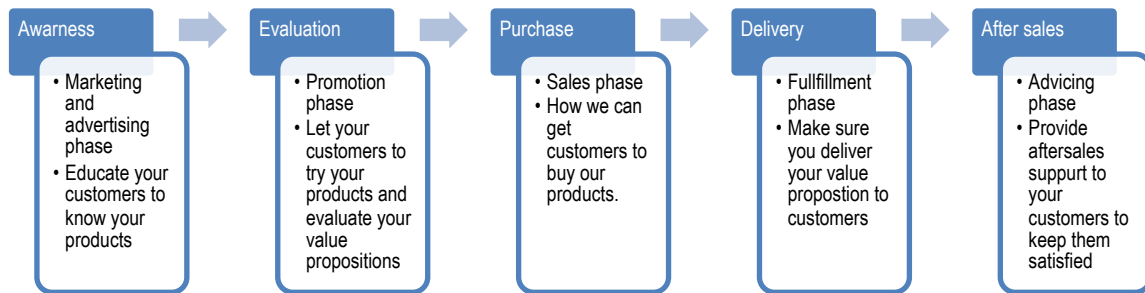 Awarness
• Marketing
and
advertising
phase
• Educate your
customers to
know your
products
Evaluation
• Promotion
phase
• Let your
customers to
try your
products and
evaluate your
value
propositions
Purchase
• Sales phase
• How we can
get
customers to
buy our
products.
Delivery
• Fullfillment
phase
• Make sure
you deliver
your value
propostion to
customers
After sales
• Advicing
phase
• Provide
aftersales
suppurt to
your
customers to
keep them
satisfied